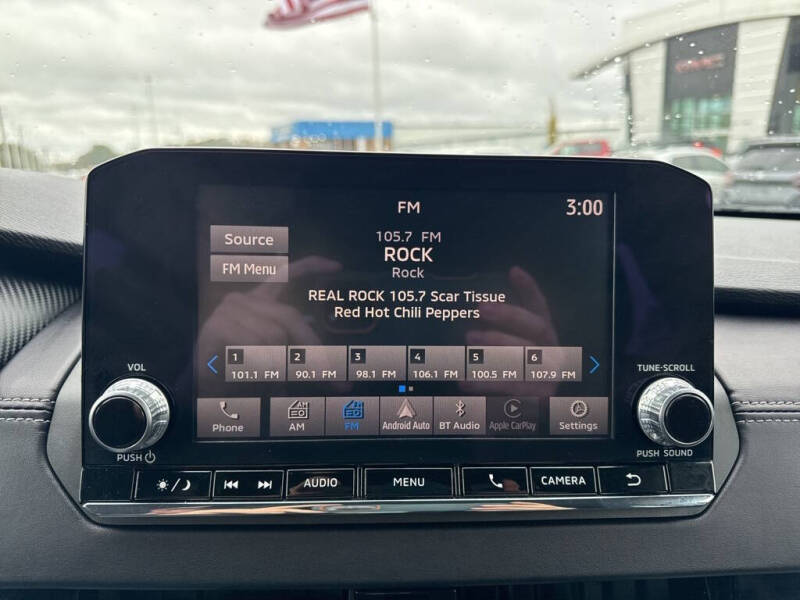 FM
3:00
Source
105.7 FM
ROCK
FM Menu
Rock
REAL ROCK 105.7 Scar Tissue
Red Hot Chili Peppers
1 2 3 4 5 6
101.1 FM 90.1 FM 98.1 FM 106.1 FM 100.5 FM 107.9 FM
VOL
TUNE-SCROLL
Phone AM FM Android Auto BT Audio Apple CarPlay Settings
PUSH
PUSH SOUND
AUDIO MENU CAMERA